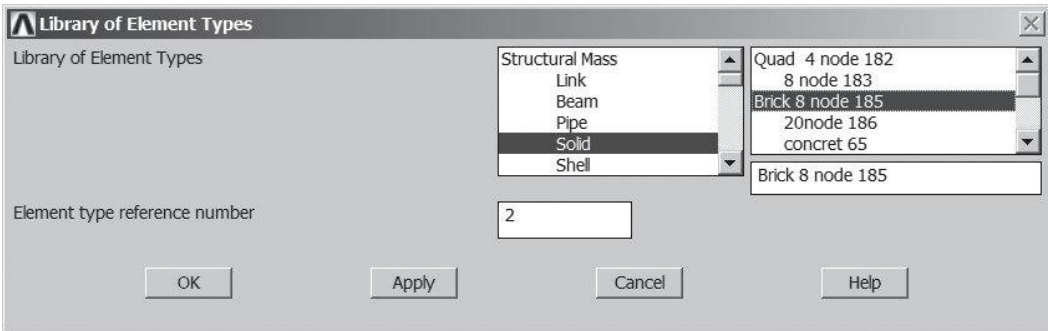 Library of Element Types
Library of Element Types
Structural Mass
Link
Beam
Pipe
Solid
Shell
Quad 4 node 182
8 node 183
Brick 8 node 185
20node 186
concret 65
Brick 8 node 185
Element type reference number
2
OK
Apply
Cancel
Help